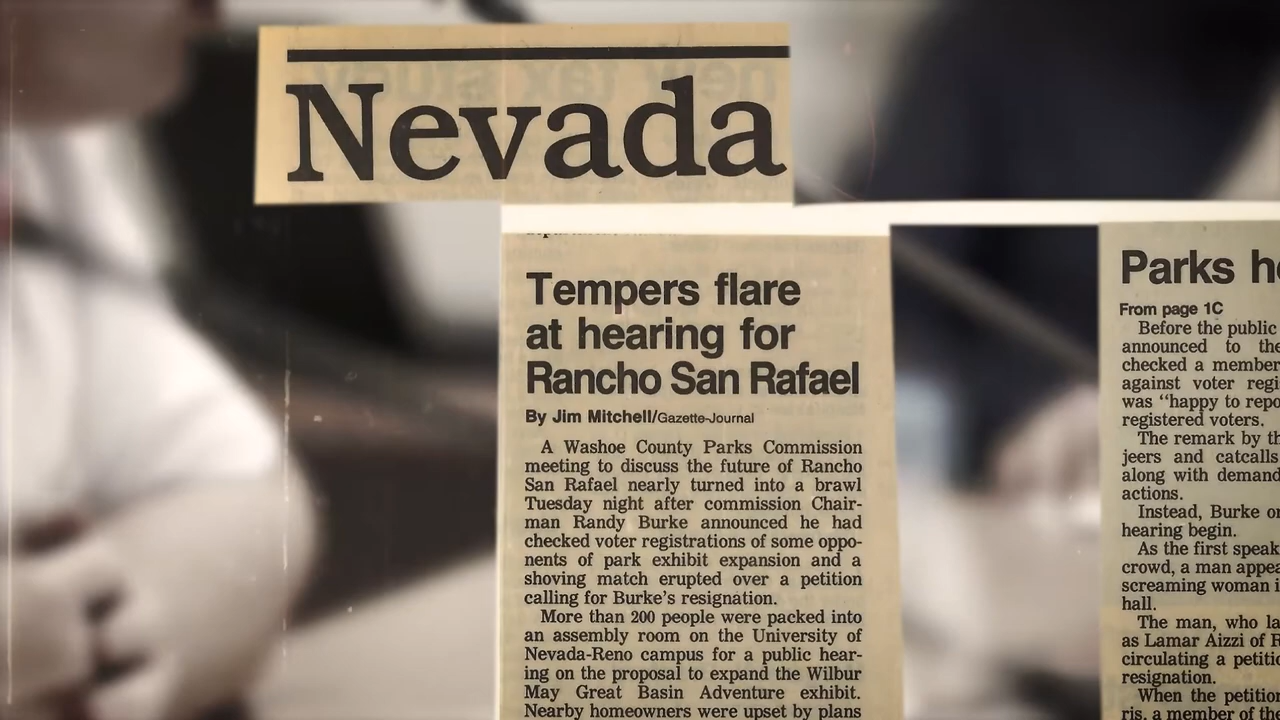 Nevada
Tempers flare
at hearing for
Rancho San Rafael
By Jim Mitchell/Gazette-Journal
A Washoe County Parks Commission
meeting to discuss the future of Rancho
San Rafael nearly turned into a brawl
Tuesday night after commission Chair-
man Randy Burke announced he had
checked voter registrations of some oppo-
nents of park exhibit expansion and a
shoving match erupted over a petition
calling for Burke's resignation.
More than 200 people were packed into
an assembly room on the University of
Nevada-Reno campus for a public hear-
ing on the proposal to expand the Wilbur
May Great Basin Adventure exhibit.
Nearby homeowners were upset by plans
Parks
From page 1C
Before the public
announced to the
checked a member
against voter regi
was "happy to repo
registered voters.
The remark by th
jeers and catcalls
along with demand
actions.
Instead, Burke or
hearing begin.
As the first speak
crowd, a man appea
screaming woman i
hall.
The man, who la
as Lamar Aizzi of R
circulating a petitio
resignation.
When the petition
ris, a member of the